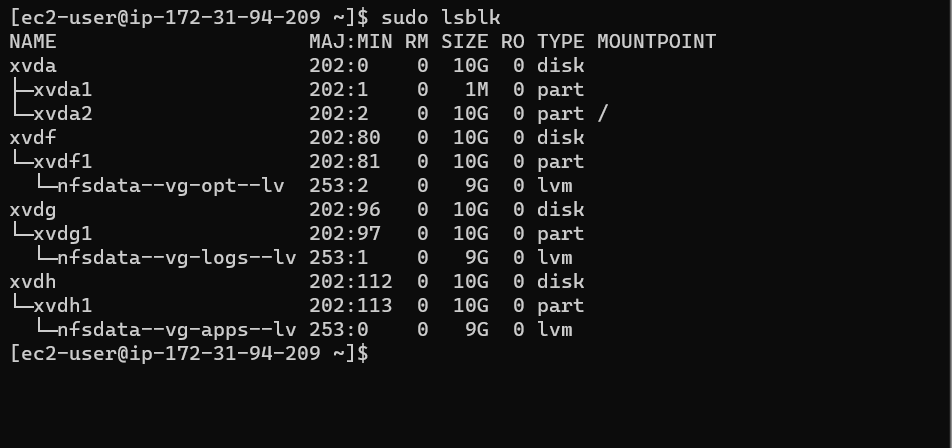 [ec2-user@ip-172-31-94-209 ~]$ sudo lsblk
NAME                     MAJ:MIN RM SIZE RO TYPE MOUNTPOINT
xvda                     202:0    0  10G  0 disk
├─xvda1                  202:1    0   1M  0 part
└─xvda2                  202:2    0  10G  0 part /
xvdf                     202:80   0  10G  0 disk
└─xvdf1                  202:81   0  10G  0 part
  └─nfsdata--vg-opt--lv  253:2    0   9G  0 lvm
xvdg                     202:96   0  10G  0 disk
└─xvdg1                  202:97   0  10G  0 part
  └─nfsdata--vg-logs--lv 253:1    0   9G  0 lvm
xvdh                     202:112  0  10G  0 disk
└─xvdh1                  202:113  0  10G  0 part
  └─nfsdata--vg-apps--lv 253:0    0   9G  0 lvm
[ec2-user@ip-172-31-94-209 ~]$